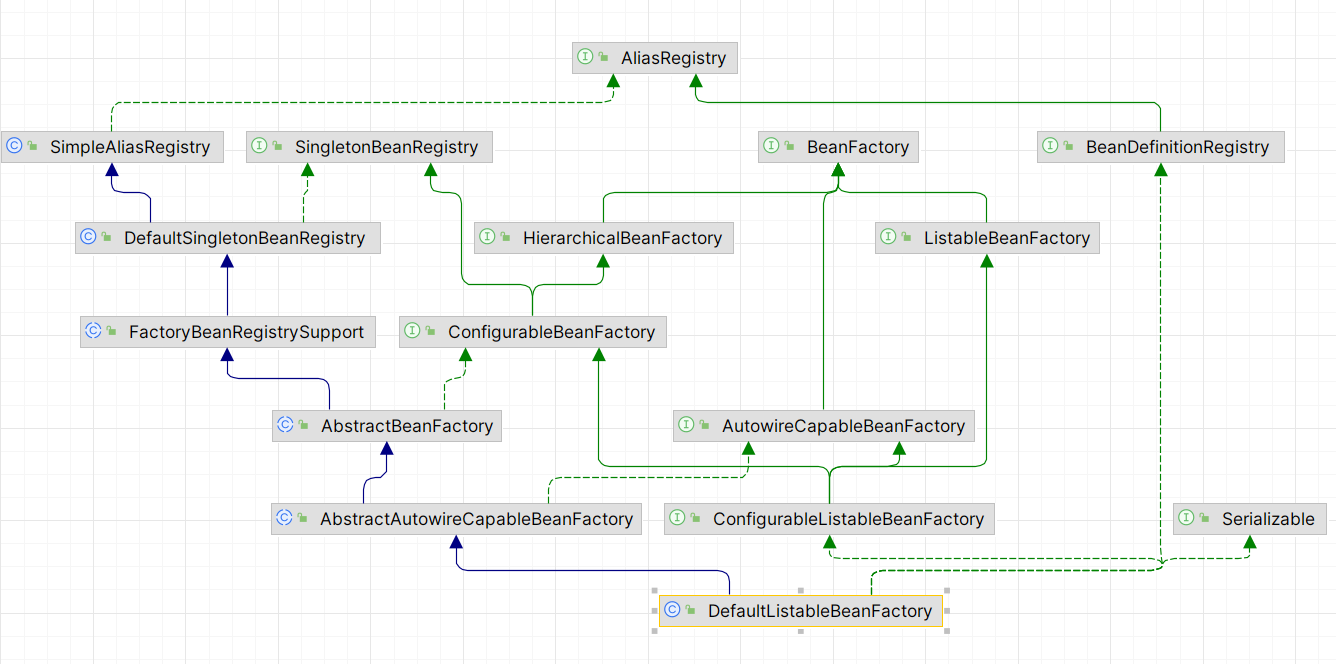 AliasRegistry
SimpleAliasRegistry
SingletonBeanRegistry
BeanFactory
BeanDefinitionRegistry
DefaultSingletonBeanRegistry
HierarchicalBeanFactory
ListableBeanFactory
FactoryBeanRegistrySupport
ConfigurableBeanFactory
AbstractBeanFactory
AutowireCapableBeanFactory
AbstractAutowireCapableBeanFactory
ConfigurableListableBeanFactory
Serializable
DefaultListableBeanFactory